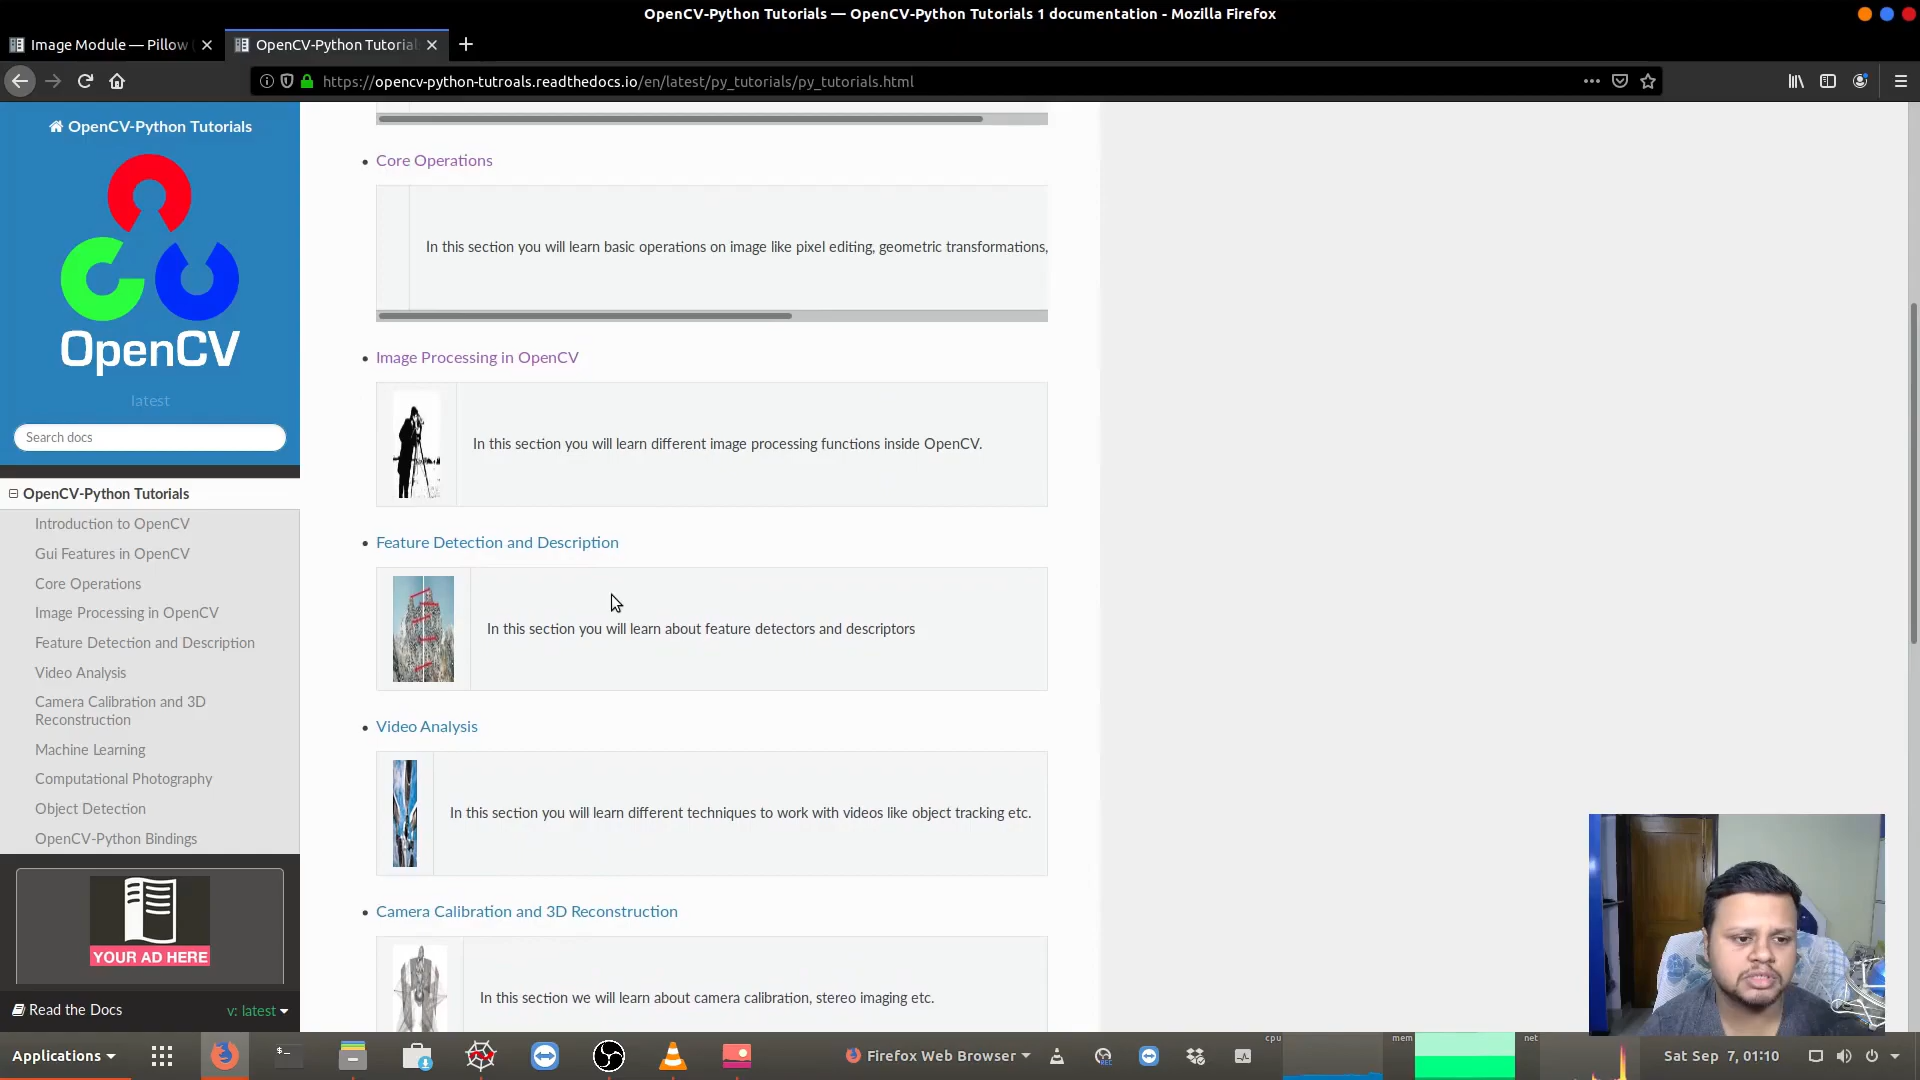 OpenCV-Python Tutorials — OpenCV-Python Tutorials 1 documentation - Mozilla Firefox
Image Module — Pillow
OpenCV-Python Tutorial
https://opencv-python-tutroals.readthedocs.io/en/latest/py_tutorials/py_tutorials.html
OpenCV-Python Tutorials
OpenCV
latest
Search docs
OpenCV-Python Tutorials
Introduction to OpenCV
Gui Features in OpenCV
Core Operations
Image Processing in OpenCV
Feature Detection and Description
Video Analysis
Camera Calibration and 3D
Reconstruction
Machine Learning
Computational Photography
Object Detection
OpenCV-Python Bindings
YOUR AD HERE
Read the Docs
v: latest
Core Operations
In this section you will learn basic operations on image like pixel editing, geometric transformations,
Image Processing in OpenCV
In this section you will learn different image processing functions inside OpenCV.
Feature Detection and Description
In this section you will learn about feature detectors and descriptors
Video Analysis
In this section you will learn different techniques to work with videos like object tracking etc.
Camera Calibration and 3D Reconstruction
In this section we will learn about camera calibration, stereo imaging etc.
Applications
Firefox Web Browser
REC
cpu
mem
net
Sat Sep 7, 01:10